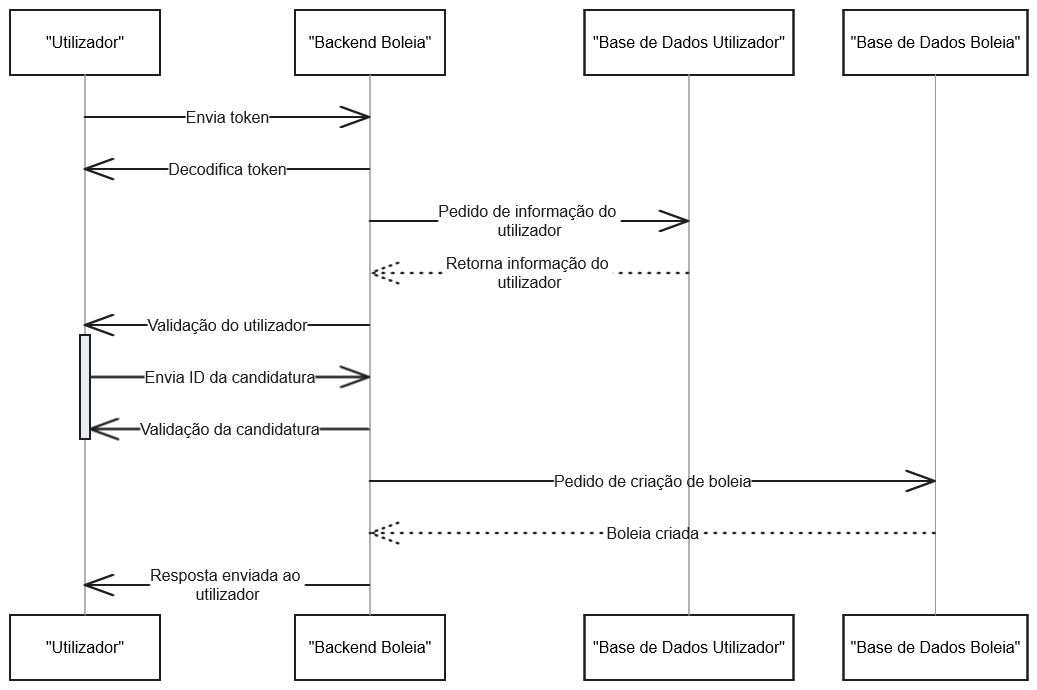 "Utilizador"
"Backend Boleia"
"Base de Dados Utilizador"
"Base de Dados Boleia"
Envia token
Decodifica token
Pedido de informação do
utilizador
Retorna informação do
utilizador
Validação do utilizador
Envia ID da candidatura
Validação da candidatura
Pedido de criação de boleia
Boleia criada
Resposta enviada ao
utilizador
"Utilizador"
"Backend Boleia"
"Base de Dados Utilizador"
"Base de Dados Boleia"